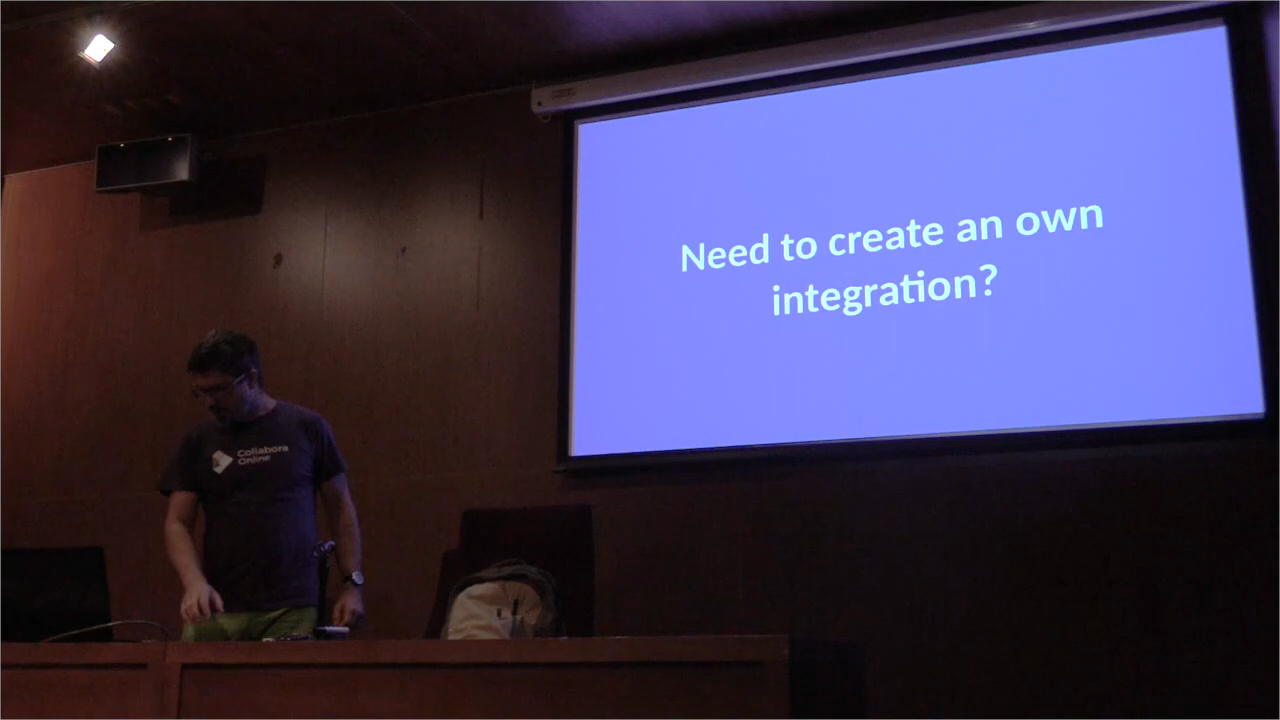 Need to create an own
integration?
Collabora
Online